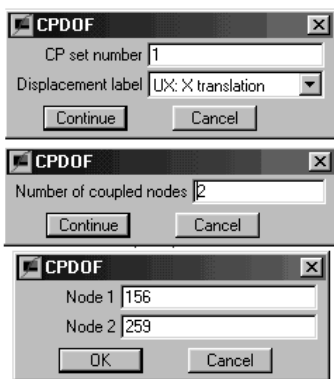 CPDOF
CP set number 1
Displacement label UX: X translation
Continue Cancel
CPDOF
Number of coupled nodes 2
Continue Cancel
CPDOF
Node 1 156
Node 2 259
OK Cancel